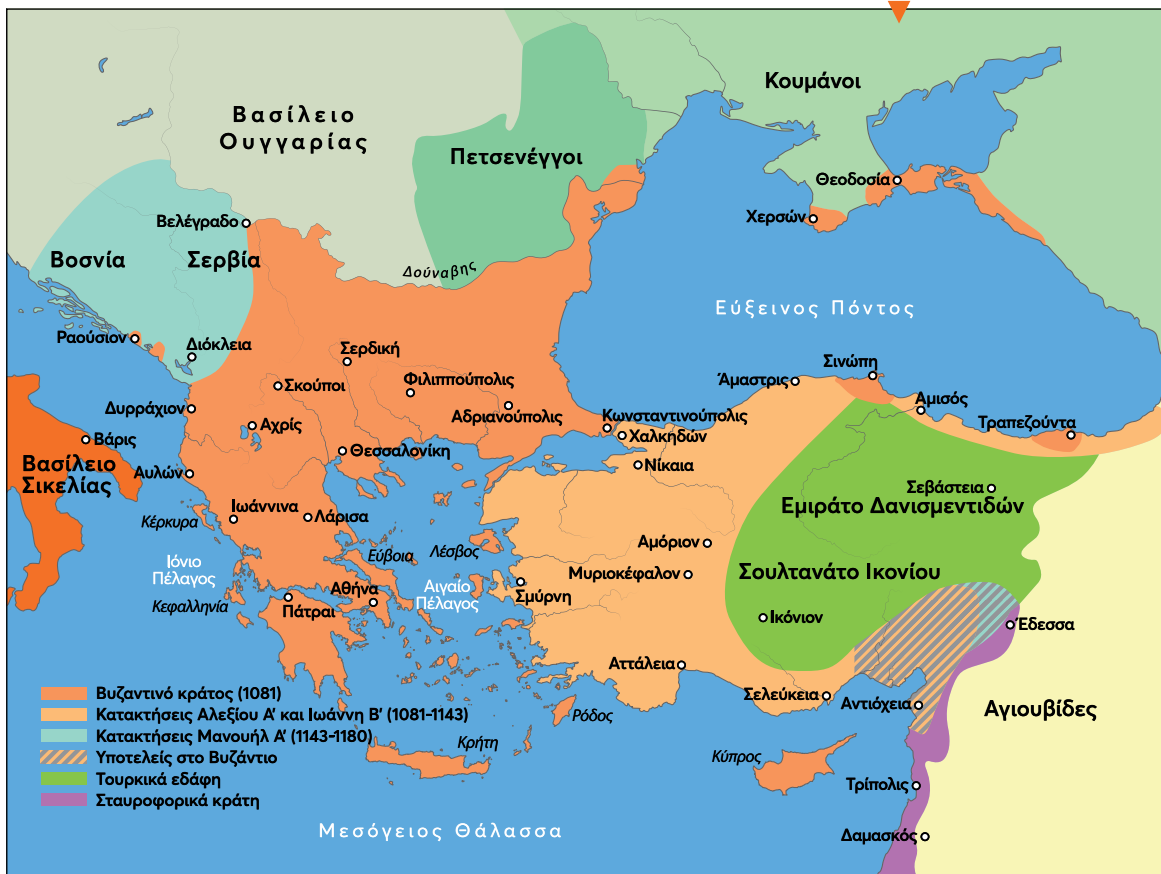 Κουμάνοι
Βασίλειο
Ουγγαρίας
Πετσενέγγοι
Θεοδοσία
Χερσών
Βελέγραδο
Βοσνία
Σερβία
Δούναβης
Εύξεινος Πόντος
Ραούσιον
Διόκλεια
Σερδική
Σινώπη
Σκούποι
Φιλιππούπολις
Άμαστρις
Δυρράχιον
Αδριανούπολις
Αμισός
Αχρίς
Κωνσταντινούπολις
Τραπεζούντα
Βάρις
Χαλκηδών
Θεσσαλονίκη
Νίκαια
Βασίλειο
Σικελίας
Αυλών
Σεβάστεια
Εμιράτο Δανισμεντιδών
Ιωάννινα
Λάρισα
Κέρκυρα
Αμόριον
Εύβοια
Λέσβος
Ιόνιο
Πέλαγος
Μυριοκέφαλον
Σουλτανάτο Ικονίου
Αθήνα
Αιγαίο
Πέλαγος
Σμύρνη
Κεφαλληνία
Πάτραι
Ικόνιον
Έδεσσα
Αττάλεια
Σελεύκεια
Αντιόχεια
Αγιουβίδες
Ρόδος
Κρήτη
Κύπρος
Τρίπολις
Μεσόγειος Θάλασσα
Δαμασκός
Βυζαντινό κράτος (1081)
Κατακτήσεις Αλεξίου Α' και Ιωάννη Β' (1081-1143)
Κατακτήσεις Μανουήλ Α' (1143-1180)
Υποτελείς στο Βυζάντιο
Τουρκικά εδάφη
Σταυροφορικά κράτη